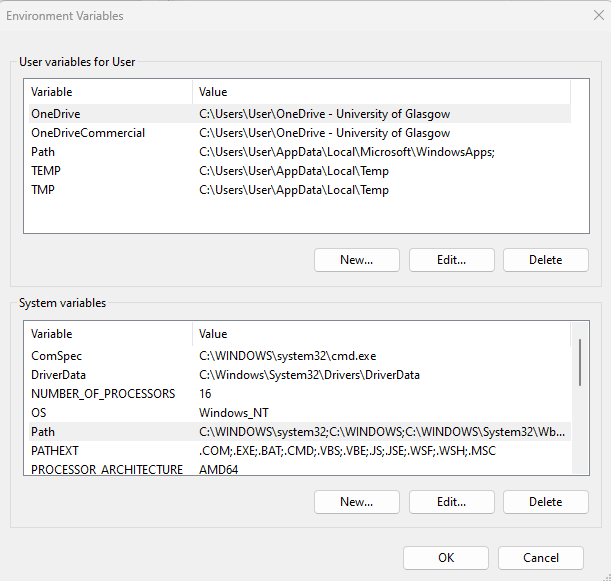 Environment Variables
User variables for User
Variable Value
OneDrive C:\Users\User\OneDrive - University of Glasgow
OneDriveCommercial C:\Users\User\OneDrive - University of Glasgow
Path C:\Users\User\AppData\Local\Microsoft\WindowsApps;
TEMP C:\Users\User\AppData\Local\Temp
TMP C:\Users\User\AppData\Local\Temp
New... Edit... Delete
System variables
Variable Value
ComSpec C:\WINDOWS\system32\cmd.exe
DriverData C:\Windows\System32\Drivers\DriverData
NUMBER_OF_PROCESSORS 16
OS Windows_NT
Path C:\WINDOWS\system32;C:\WINDOWS;C:\WINDOWS\System32\Wb...
PATHEXT .COM;.EXE;.BAT;.CMD;.VBS;.VBE;.JS;.JSE;.WSF;.WSH;.MSC
PROCESSOR_ARCHITECTURE AMD64
New... Edit... Delete
OK Cancel